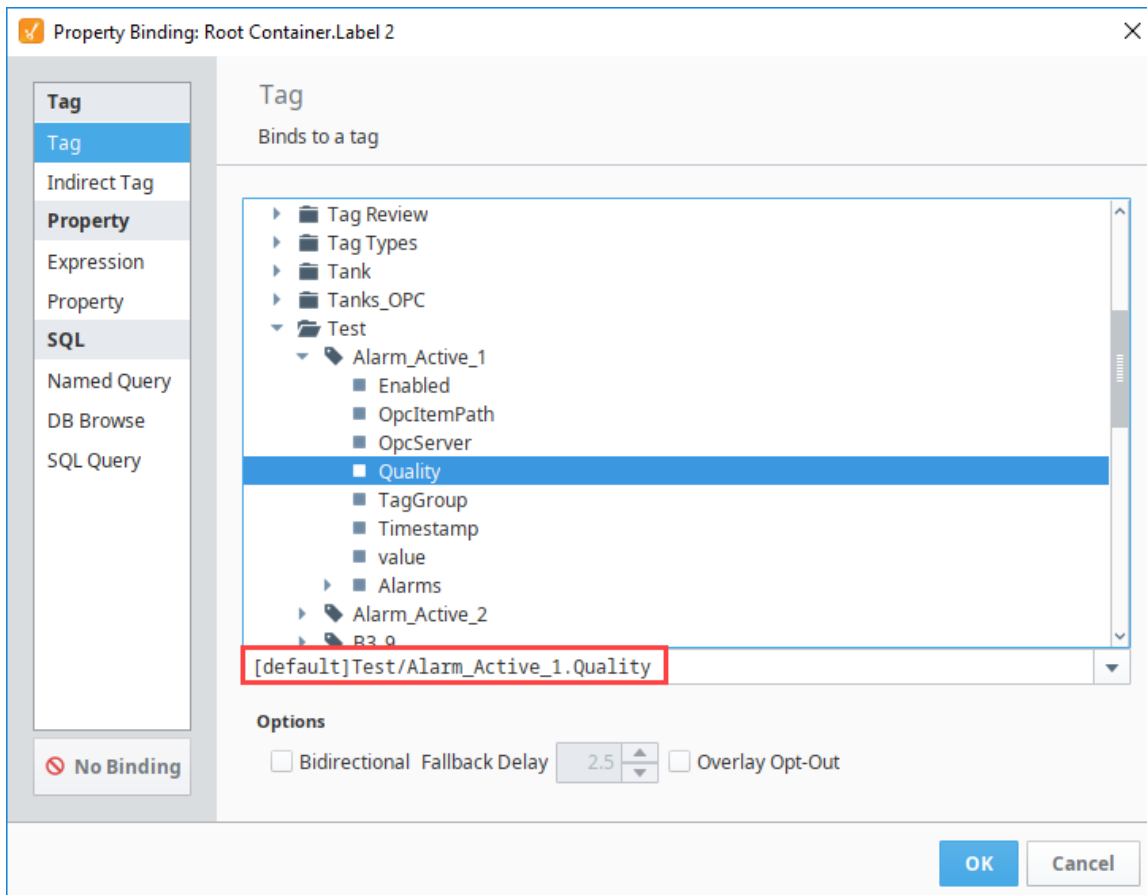 Property Binding: Root Container.Label 2
Tag
Tag
Indirect Tag
Property
Expression
Property
SQL
Named Query
DB Browse
SQL Query
No Binding
Tag
Binds to a tag
Tag Review
Tag Types
Tank
Tanks_OPC
Test
Alarm_Active_1
Enabled
OpcItemPath
OpcServer
Quality
TagGroup
Timestamp
value
Alarms
Alarm_Active_2
B3_9
[default]Test/Alarm_Active_1.Quality
Options
Bidirectional Fallback Delay 2.5 Overlay Opt-Out
OK Cancel